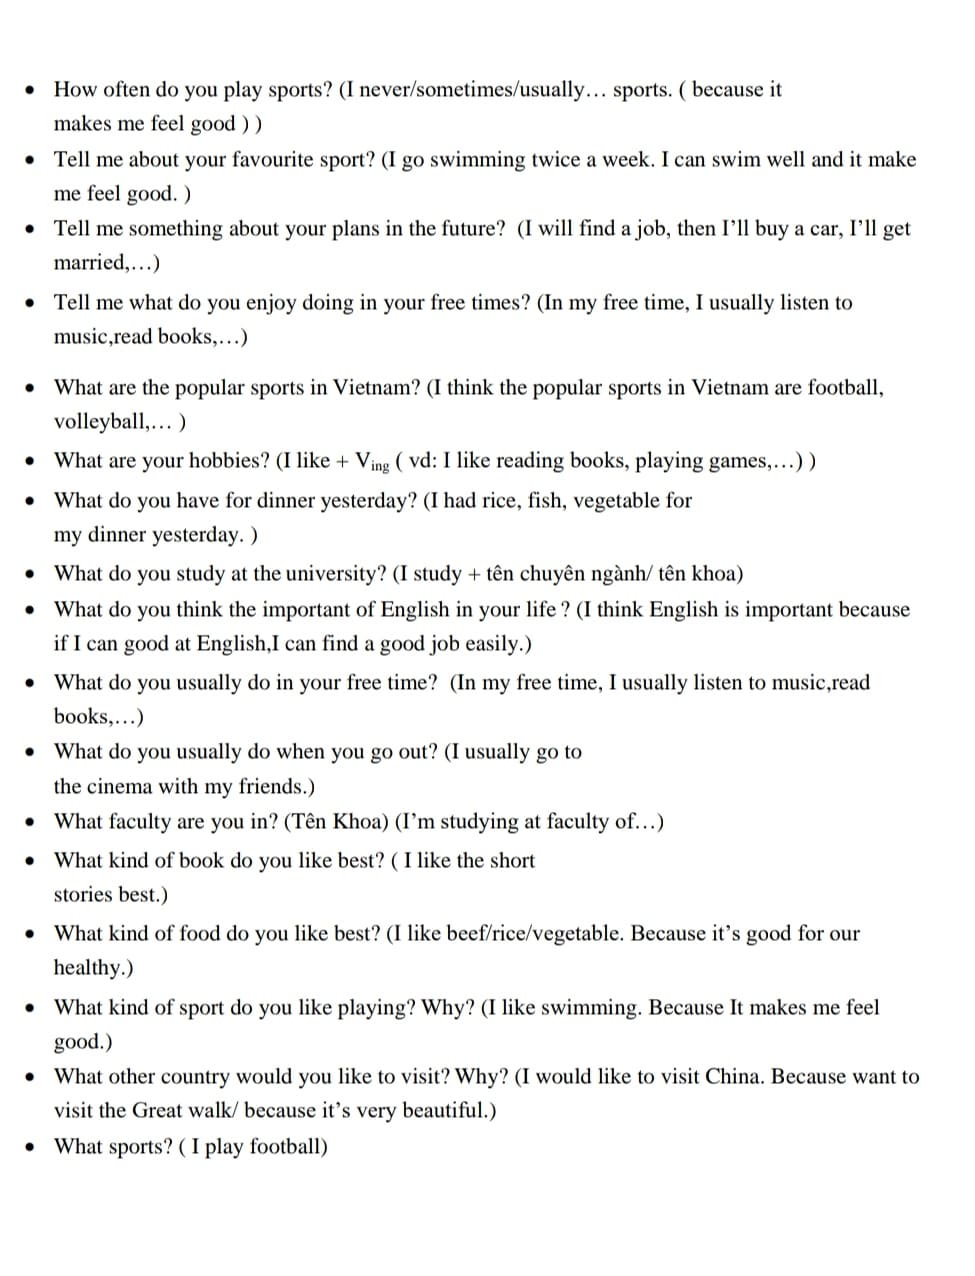 • How often do you play sports? (I never/sometimes/usually… sports. ( because it
makes me feel good ) )
• Tell me about your favourite sport? (I go swimming twice a week. I can swim well and it make
me feel good. )
• Tell me something about your plans in the future?  (I will find a job, then I’ll buy a car, I’ll get
married,…)
• Tell me what do you enjoy doing in your free times? (In my free time, I usually listen to
music,read books,…)
• What are the popular sports in Vietnam? (I think the popular sports in Vietnam are football,
volleyball,… )
• What are your hobbies? (I like + Ving ( vd: I like reading books, playing games,…) )
• What do you have for dinner yesterday? (I had rice, fish, vegetable for
my dinner yesterday. )
• What do you study at the university? (I study + tên chuyên ngành/ tên khoa)
• What do you think the important of English in your life ? (I think English is important because
if I can good at English,I can find a good job easily.)
• What do you usually do in your free time?  (In my free time, I usually listen to music,read
books,…)
• What do you usually do when you go out? (I usually go to
the cinema with my friends.)
• What faculty are you in? (Tên Khoa) (I’m studying at faculty of…)
• What kind of book do you like best? ( I like the short
stories best.)
• What kind of food do you like best? (I like beef/rice/vegetable. Because it’s good for our
healthy.)
• What kind of sport do you like playing? Why? (I like swimming. Because It makes me feel
good.)
• What other country would you like to visit? Why? (I would like to visit China. Because want to
visit the Great walk/ because it’s very beautiful.)
• What sports? ( I play football)